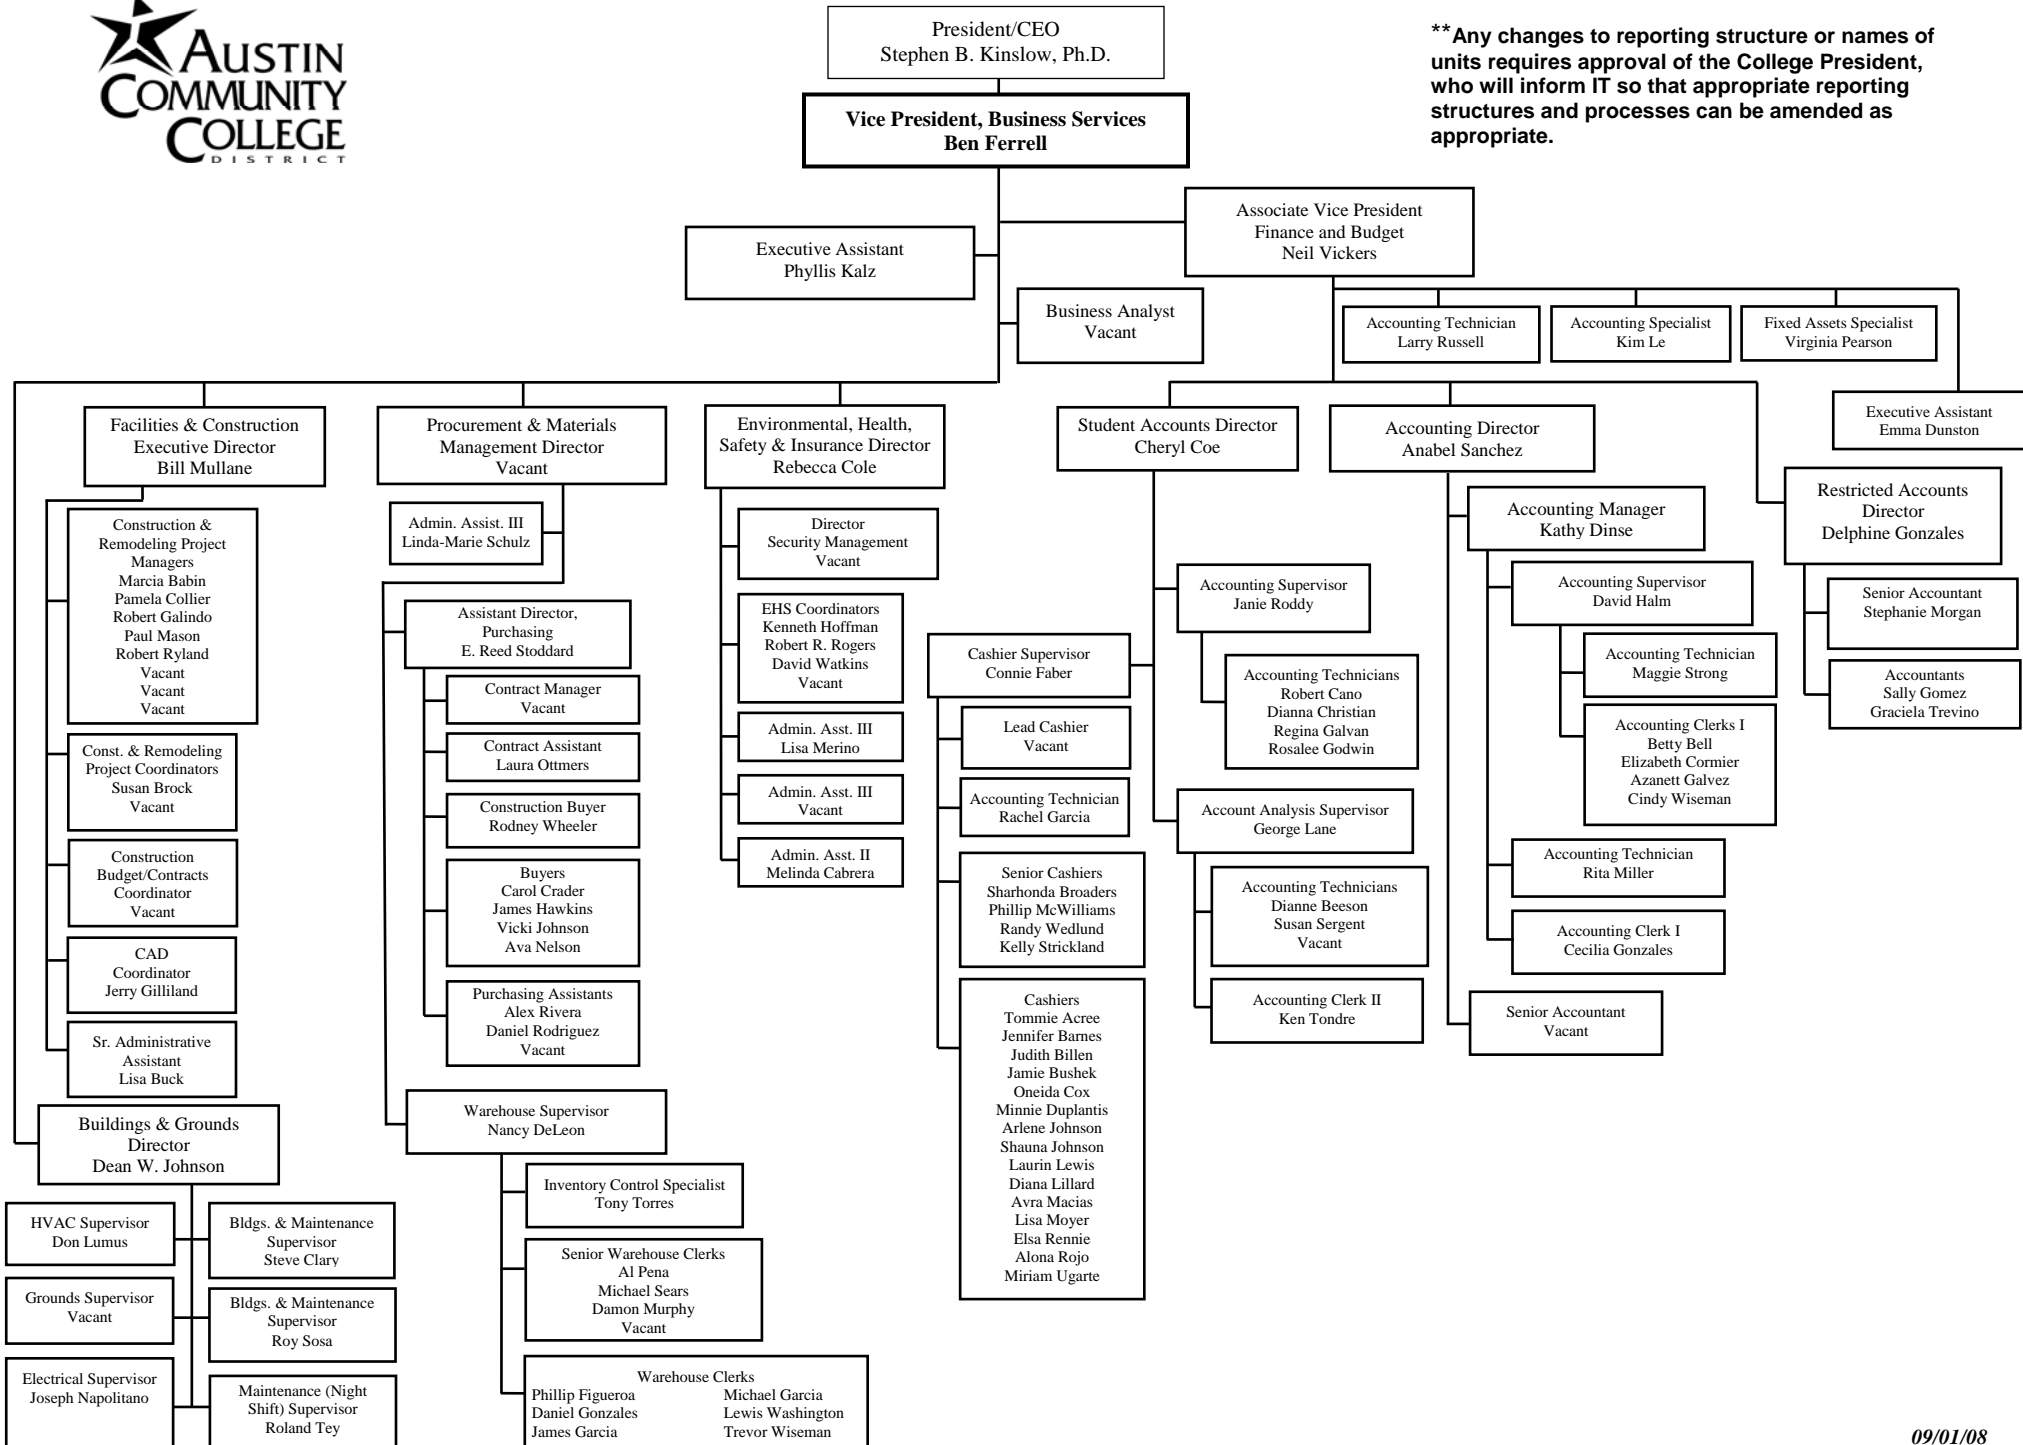 AUSTIN
COMMUNITY
COLLEGE
DISTRICT
President/CEO
Stephen B. Kinslow, Ph.D.
**Any changes to reporting structure or names of
units requires approval of the College President,
who will inform IT so that appropriate reporting
structures and processes can be amended as
appropriate.
Vice President, Business Services
Ben Ferrell
Associate Vice President
Finance and Budget
Neil Vickers
Executive Assistant
Phyllis Kalz
Business Analyst
Vacant
Accounting Technician
Larry Russell
Accounting Specialist
Kim Le
Fixed Assets Specialist
Virginia Pearson
Executive Assistant
Emma Dunston
Facilities & Construction
Executive Director
Bill Mullane
Construction &
Remodeling Project
Managers
Marcia Babin
Pamela Collier
Robert Galindo
Paul Mason
Robert Ryland
Vacant
Vacant
Vacant
Const. & Remodeling
Project Coordinators
Susan Brock
Vacant
Construction
Budget/Contracts
Coordinator
Vacant
CAD
Coordinator
Jerry Gilliland
Sr. Administrative
Assistant
Lisa Buck
Buildings & Grounds
Director
Dean W. Johnson
HVAC Supervisor
Don Lumus
Bldgs. & Maintenance
Supervisor
Steve Clary
Grounds Supervisor
Vacant
Bldgs. & Maintenance
Supervisor
Roy Sosa
Electrical Supervisor
Joseph Napolitano
Maintenance (Night
Shift) Supervisor
Roland Tey
Procurement & Materials
Management Director
Vacant
Admin. Assist. III
Linda-Marie Schulz
Assistant Director,
Purchasing
E. Reed Stoddard
Contract Manager
Vacant
Contract Assistant
Laura Ottmers
Construction Buyer
Rodney Wheeler
Buyers
Carol Crader
James Hawkins
Vicki Johnson
Ava Nelson
Purchasing Assistants
Alex Rivera
Daniel Rodriguez
Vacant
Warehouse Supervisor
Nancy DeLeon
Inventory Control Specialist
Tony Torres
Senior Warehouse Clerks
Al Pena
Michael Sears
Damon Murphy
Vacant
Warehouse Clerks
Phillip Figueroa Michael Garcia
Daniel Gonzales Lewis Washington
James Garcia Trevor Wiseman
Environmental, Health,
Safety & Insurance Director
Rebecca Cole
Director
Security Management
Vacant
EHS Coordinators
Kenneth Hoffman
Robert R. Rogers
David Watkins
Vacant
Admin. Asst. III
Lisa Merino
Admin. Asst. III
Vacant
Admin. Asst. II
Melinda Cabrera
Student Accounts Director
Cheryl Coe
Accounting Supervisor
Janie Roddy
Accounting Technicians
Robert Cano
Dianna Christian
Regina Galvan
Rosalee Godwin
Cashier Supervisor
Connie Faber
Lead Cashier
Vacant
Accounting Technician
Rachel Garcia
Senior Cashiers
Sharhonda Broaders
Phillip McWilliams
Randy Wedlund
Kelly Strickland
Cashiers
Tommie Acree
Jennifer Barnes
Judith Billen
Jamie Bushek
Oneida Cox
Minnie Duplantis
Arlene Johnson
Shauna Johnson
Laurin Lewis
Diana Lillard
Avra Macias
Lisa Moyer
Elsa Rennie
Alona Rojo
Miriam Ugarte
Account Analysis Supervisor
George Lane
Accounting Technicians
Dianne Beeson
Susan Sergent
Vacant
Accounting Clerk II
Ken Tondre
Accounting Director
Anabel Sanchez
Accounting Manager
Kathy Dinse
Accounting Supervisor
David Halm
Accounting Technician
Maggie Strong
Accounting Clerks I
Betty Bell
Elizabeth Cormier
Azanett Galvez
Cindy Wiseman
Accounting Technician
Rita Miller
Accounting Clerk I
Cecilia Gonzales
Senior Accountant
Vacant
Restricted Accounts
Director
Delphine Gonzales
Senior Accountant
Stephanie Morgan
Accountants
Sally Gomez
Graciela Trevino
09/01/08